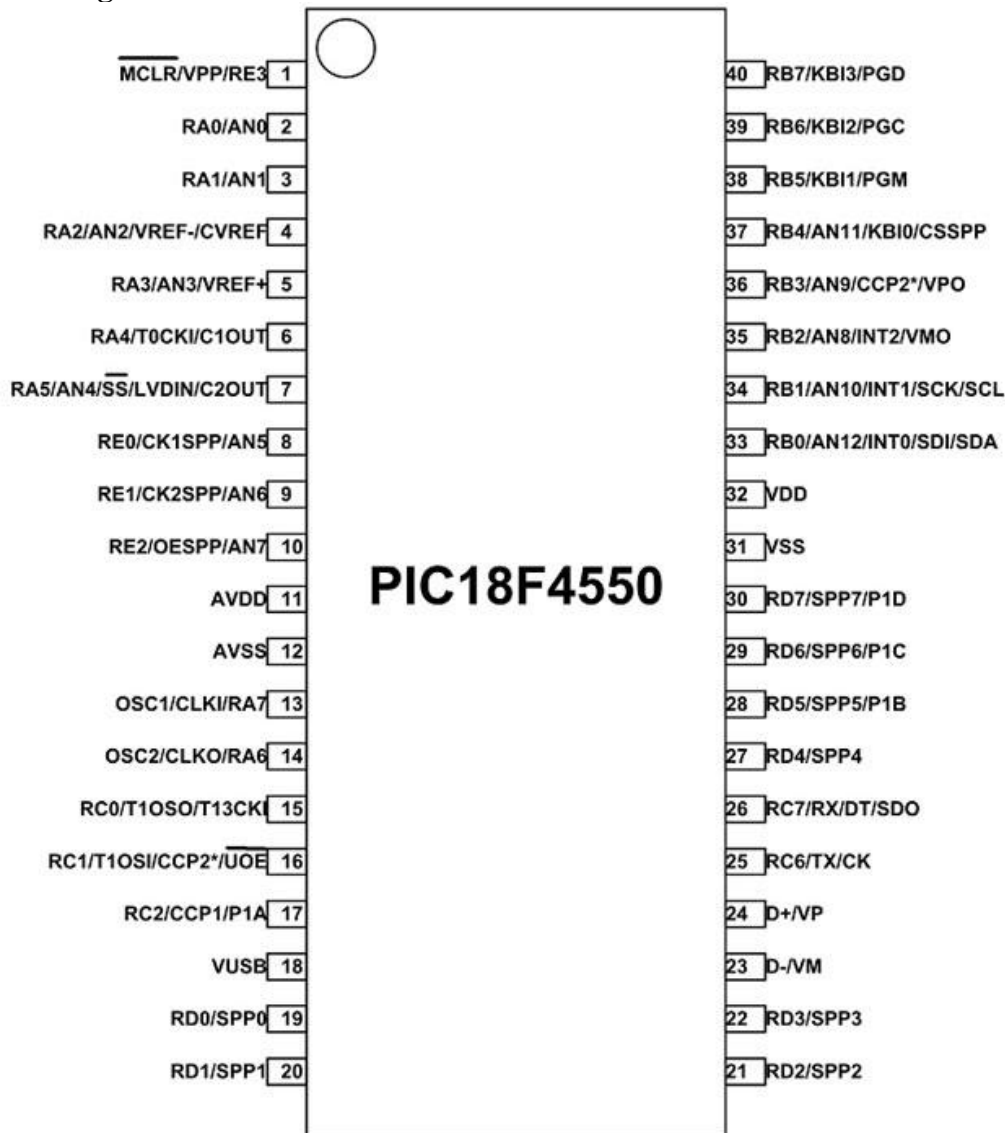 MCLR/VPP/RE3 1
RA0/AN0 2
RA1/AN1 3
RA2/AN2/VREF-/CVREF 4
RA3/AN3/VREF+ 5
RA4/T0CKI/C1OUT 6
RA5/AN4/SS/LVDIN/C2OUT 7
RE0/CK1SPP/AN5 8
RE1/CK2SPP/AN6 9
RE2/OESPP/AN7 10
AVDD 11
AVSS 12
OSC1/CLKI/RA7 13
OSC2/CLKO/RA6 14
RC0/T1OSO/T13CKI 15
RC1/T1OSI/CCP2*/UOE 16
RC2/CCP1/P1A 17
VUSB 18
RD0/SPP0 19
RD1/SPP1 20
PIC18F4550
40 RB7/KBI3/PGD
39 RB6/KBI2/PGC
38 RB5/KBI1/PGM
37 RB4/AN11/KBI0/CSSPP
36 RB3/AN9/CCP2*/VPO
35 RB2/AN8/INT2/VMO
34 RB1/AN10/INT1/SCK/SCL
33 RB0/AN12/INT0/SDI/SDA
32 VDD
31 VSS
30 RD7/SPP7/P1D
29 RD6/SPP6/P1C
28 RD5/SPP5/P1B
27 RD4/SPP4
26 RC7/RX/DT/SDO
25 RC6/TX/CK
24 D+/VP
23 D-/VM
22 RD3/SPP3
21 RD2/SPP2